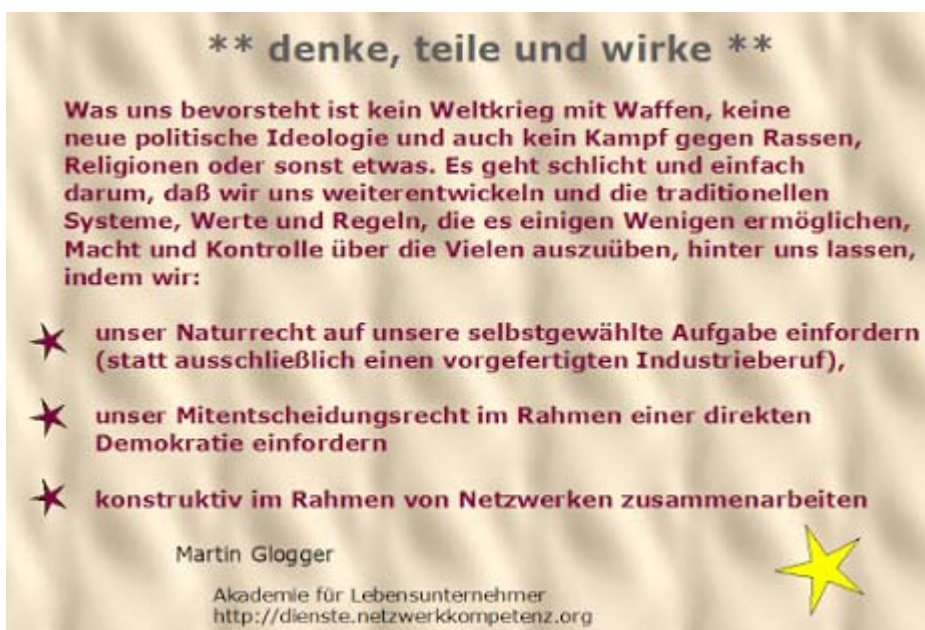 ** denke, teile und wirke **
Was uns bevorsteht ist kein Weltkrieg mit Waffen, keine
neue politische Ideologie und auch kein Kampf gegen Rassen,
Religionen oder sonst etwas. Es geht schlicht und einfach
darum, daß wir uns weiterentwickeln und die traditionellen
Systeme, Werte und Regeln, die es einigen Wenigen ermöglichen,
Macht und Kontrolle über die Vielen auszuüben, hinter uns lassen,
indem wir:
unser Naturrecht auf unsere selbstgewählte Aufgabe einfordern
(statt ausschließlich einen vorgefertigten Industrieberuf),
unser Mitentscheidungsrecht im Rahmen einer direkten
Demokratie einfordern
konstruktiv im Rahmen von Netzwerken zusammenarbeiten
Martin Glogger
Akademie für Lebensunternehmer
http://dienste.netzwerkkompetenz.org